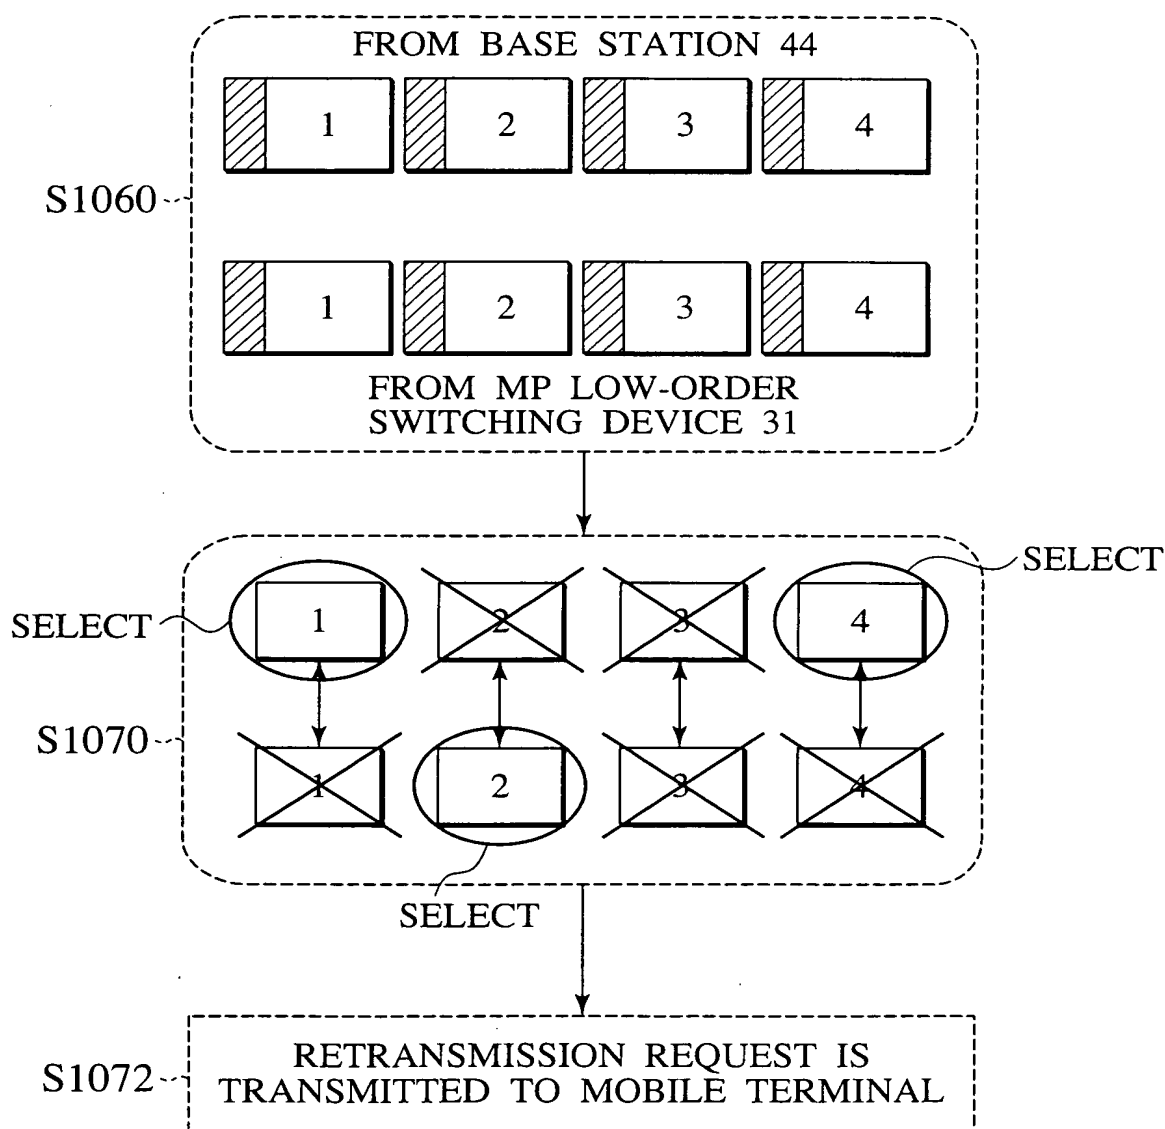 FROM BASE STATION 44
1 2 3 4
S1060
1 2 3 4
FROM MP LOW-ORDER
SWITCHING DEVICE 31
SELECT
SELECT
1 2 3 4
S1070
1 2 3 4
SELECT
S1072
RETRANSMISSION REQUEST IS
TRANSMITTED TO MOBILE TERMINAL